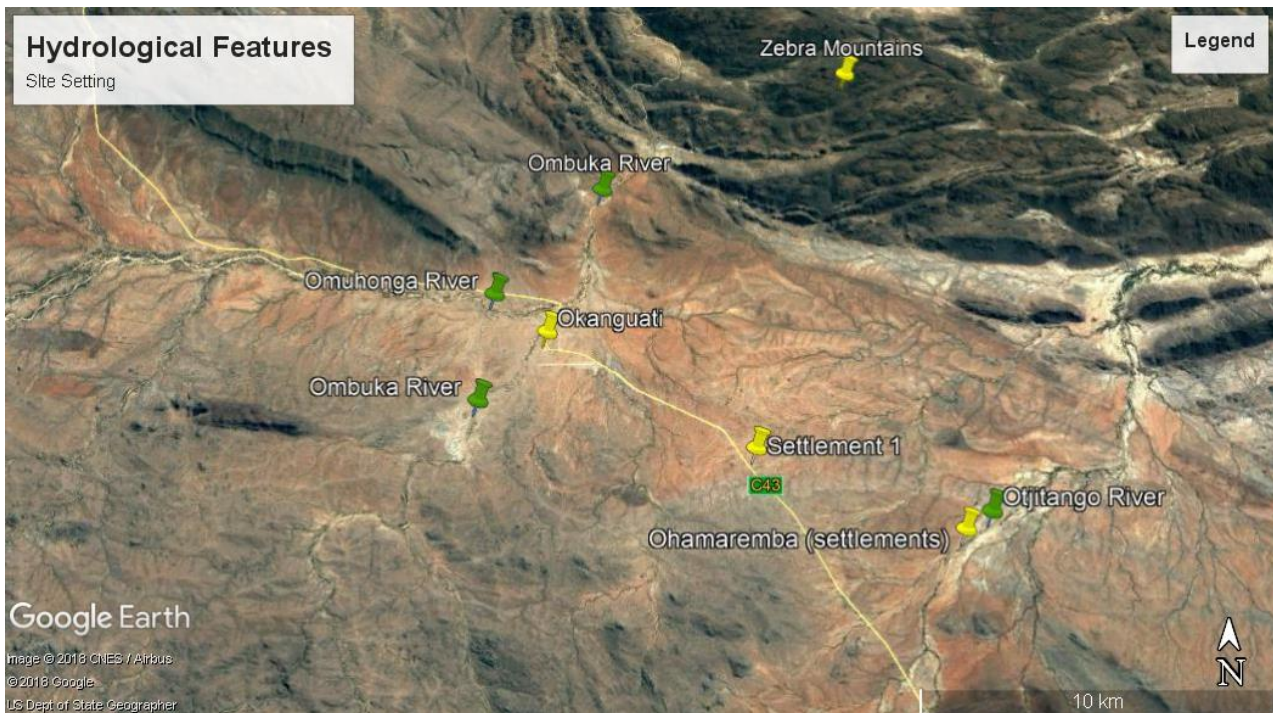 Hydrological Features
SIte Setting
Legend
Zebra Mountains
Ombuka River
Omuhonga River
Okanguati
Ombuka River
Settlement 1
C43
Otjitango River
Ohamaremba (settlements)
Google Earth
Image © 2018 CNES / Airbus
© 2018 Google
US Dept of State Geographer
N
10 km